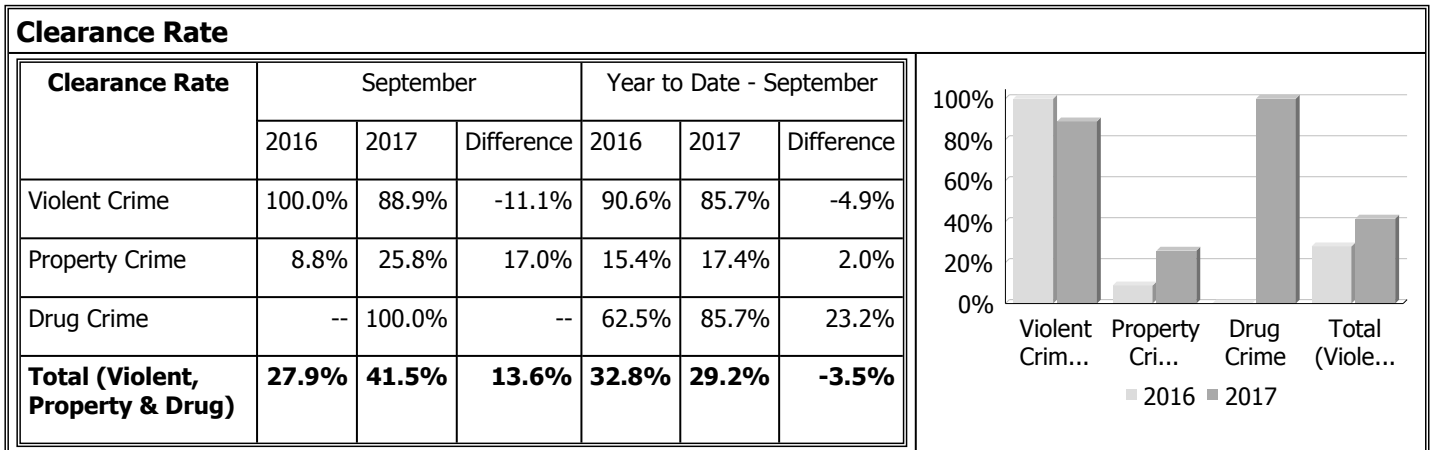 Clearance Rate
Clearance Rate September Year to Date - September
2016 2017 Difference 2016 2017 Difference
Violent Crime 100.0% 88.9% -11.1% 90.6% 85.7% -4.9%
Property Crime 8.8% 25.8% 17.0% 15.4% 17.4% 2.0%
Drug Crime -- 100.0% -- 62.5% 85.7% 23.2%
Total (Violent, 27.9% 41.5% 13.6% 32.8% 29.2% -3.5%
Property & Drug)
100%
80%
60%
40%
20%
0%
Violent Property Drug Total
Crim... Cri... Crime (Viole...
2016 2017